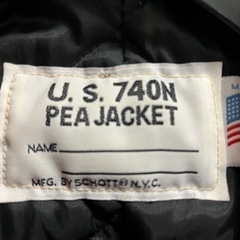 U. S. 740N
PEA JACKET
NAME
MFG. BY SCHOTT® N.Y.C.
M